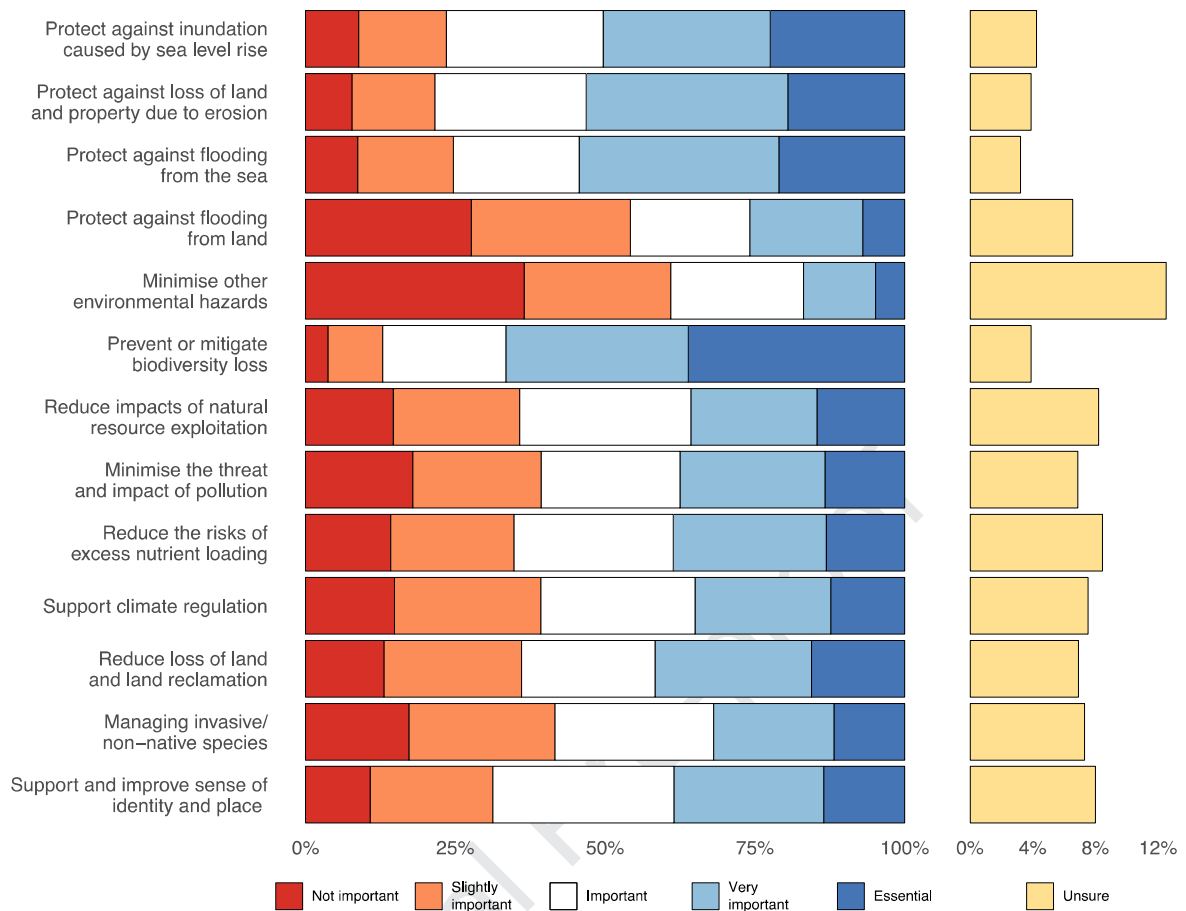 Protect against inundation
caused by sea level rise
Protect against loss of land
and property due to erosion
Protect against flooding
from the sea
Protect against flooding
from land
Minimise other
environmental hazards
Prevent or mitigate
biodiversity loss
Reduce impacts of natural
resource exploitation
Minimise the threat
and impact of pollution
Reduce the risks of
excess nutrient loading
Support climate regulation
Reduce loss of land
and land reclamation
Managing invasive/
non–native species
Support and improve sense of
identity and place
0% 25% 50% 75% 100% 0% 4% 8% 12%
Not important
Slightly
important
Important
Very
important
Essential
Unsure